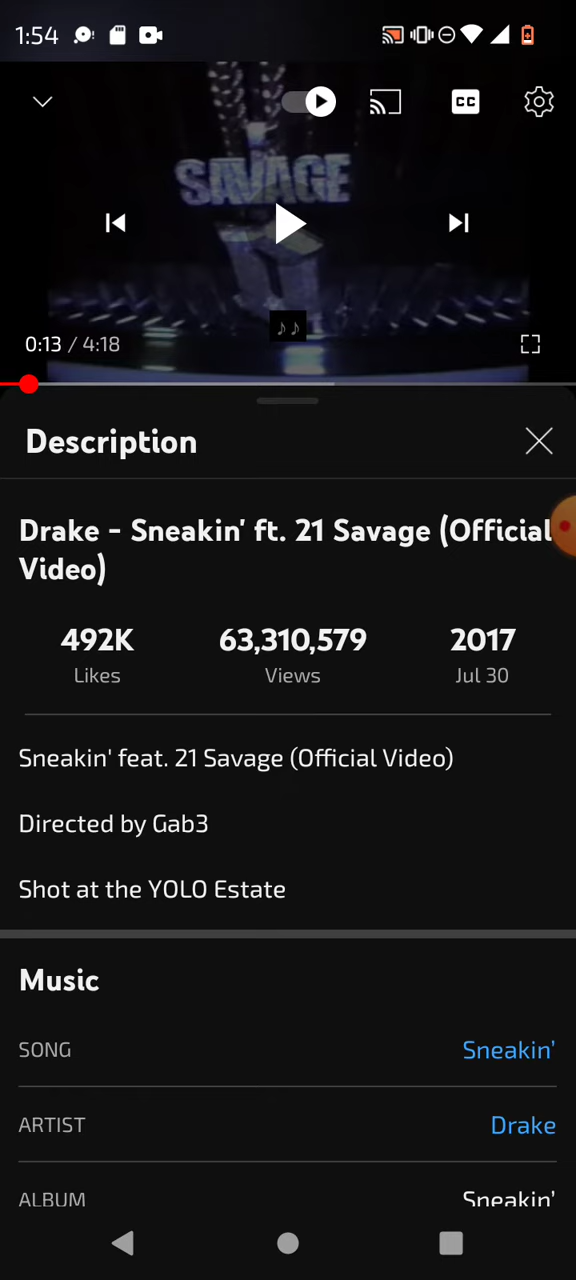 1:54
CC
SAVAGE
♪♪
0:13 / 4:18
Description
Drake - Sneakin' ft. 21 Savage (Official
Video)
492K 63,310,579 2017
Likes Views Jul 30
Sneakin' feat. 21 Savage (Official Video)
Directed by Gab3
Shot at the YOLO Estate
Music
SONG Sneakin’
ARTIST Drake
ALBUM Sneakin’